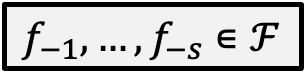 f₋₁, …, f₋ₛ ∈ ℱ